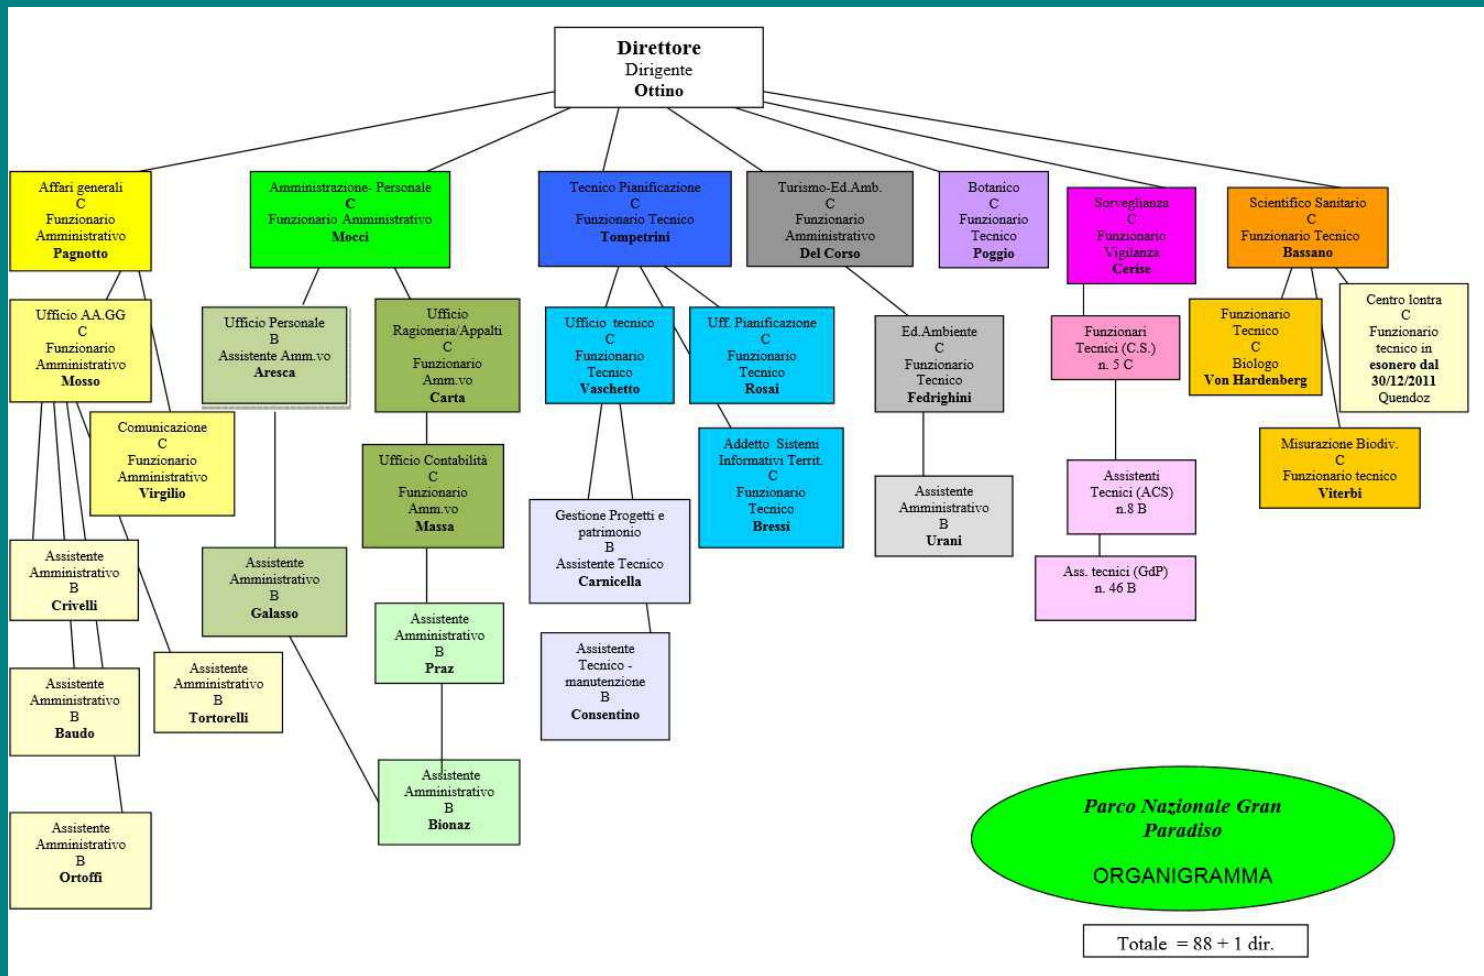 Direttore
Dirigente
Ottino
Affari generali
C
Funzionario
Amministrativo
Pagnotto
Amministrazione- Personale
C
Funzionario Amministrativo
Mocci
Tecnico Pianificazione
C
Funzionario Tecnico
Tompetrini
Turismo-Ed.Amb.
C
Funzionario
Amministrativo
Del Corso
Botanico
C
Funzionario
Tecnico
Poggio
Sorveglianza
C
Funzionario
Vigilanza
Cerise
Scientifico Sanitario
C
Funzionario Tecnico
Bassano
Ufficio AA.GG
C
Funzionario
Amministrativo
Mosso
Comunicazione
C
Funzionario
Amministrativo
Virgilio
Ufficio Personale
B
Assistente Amm.vo
Aresca
Ufficio
Ragioneria/Appalti
C
Funzionario
Amm.vo
Carta
Ufficio tecnico
C
Funzionario
Tecnico
Vaschetto
Uff. Pianificazione
C
Funzionario
Tecnico
Rosai
Ed.Ambiente
C
Funzionario
Tecnico
Fedrighini
Funzionari
Tecnici (C.S.)
n. 5 C
Funzionario
Tecnico
C
Biologo
Von Hardenberg
Centro lontra
C
Funzionario
tecnico in
esonero dal
30/12/2011
Quendoz
Ufficio Contabilità
C
Funzionario
Amm.vo
Massa
Addetto Sistemi
Informativi Territ.
C
Funzionario
Tecnico
Bressi
Misurazione Biodiv.
C
Funzionario tecnico
Viterbi
Assistenti
Tecnici (ACS)
n.8 B
Assistente
Amministrativo
B
Urani
Gestione Progetti e
patrimonio
B
Assistente Tecnico
Carnicella
Assistente
Amministrativo
B
Crivelli
Assistente
Amministrativo
B
Galasso
Ass. tecnici (GdP)
n. 46 B
Assistente
Amministrativo
B
Praz
Assistente
Tecnico -
manutenzione
B
Consentino
Assistente
Amministrativo
B
Baudo
Assistente
Amministrativo
B
Tortorelli
Assistente
Amministrativo
B
Bionaz
Assistente
Amministrativo
B
Ortoffi
Parco Nazionale Gran
Paradiso
ORGANIGRAMMA
Totale = 88 + 1 dir.